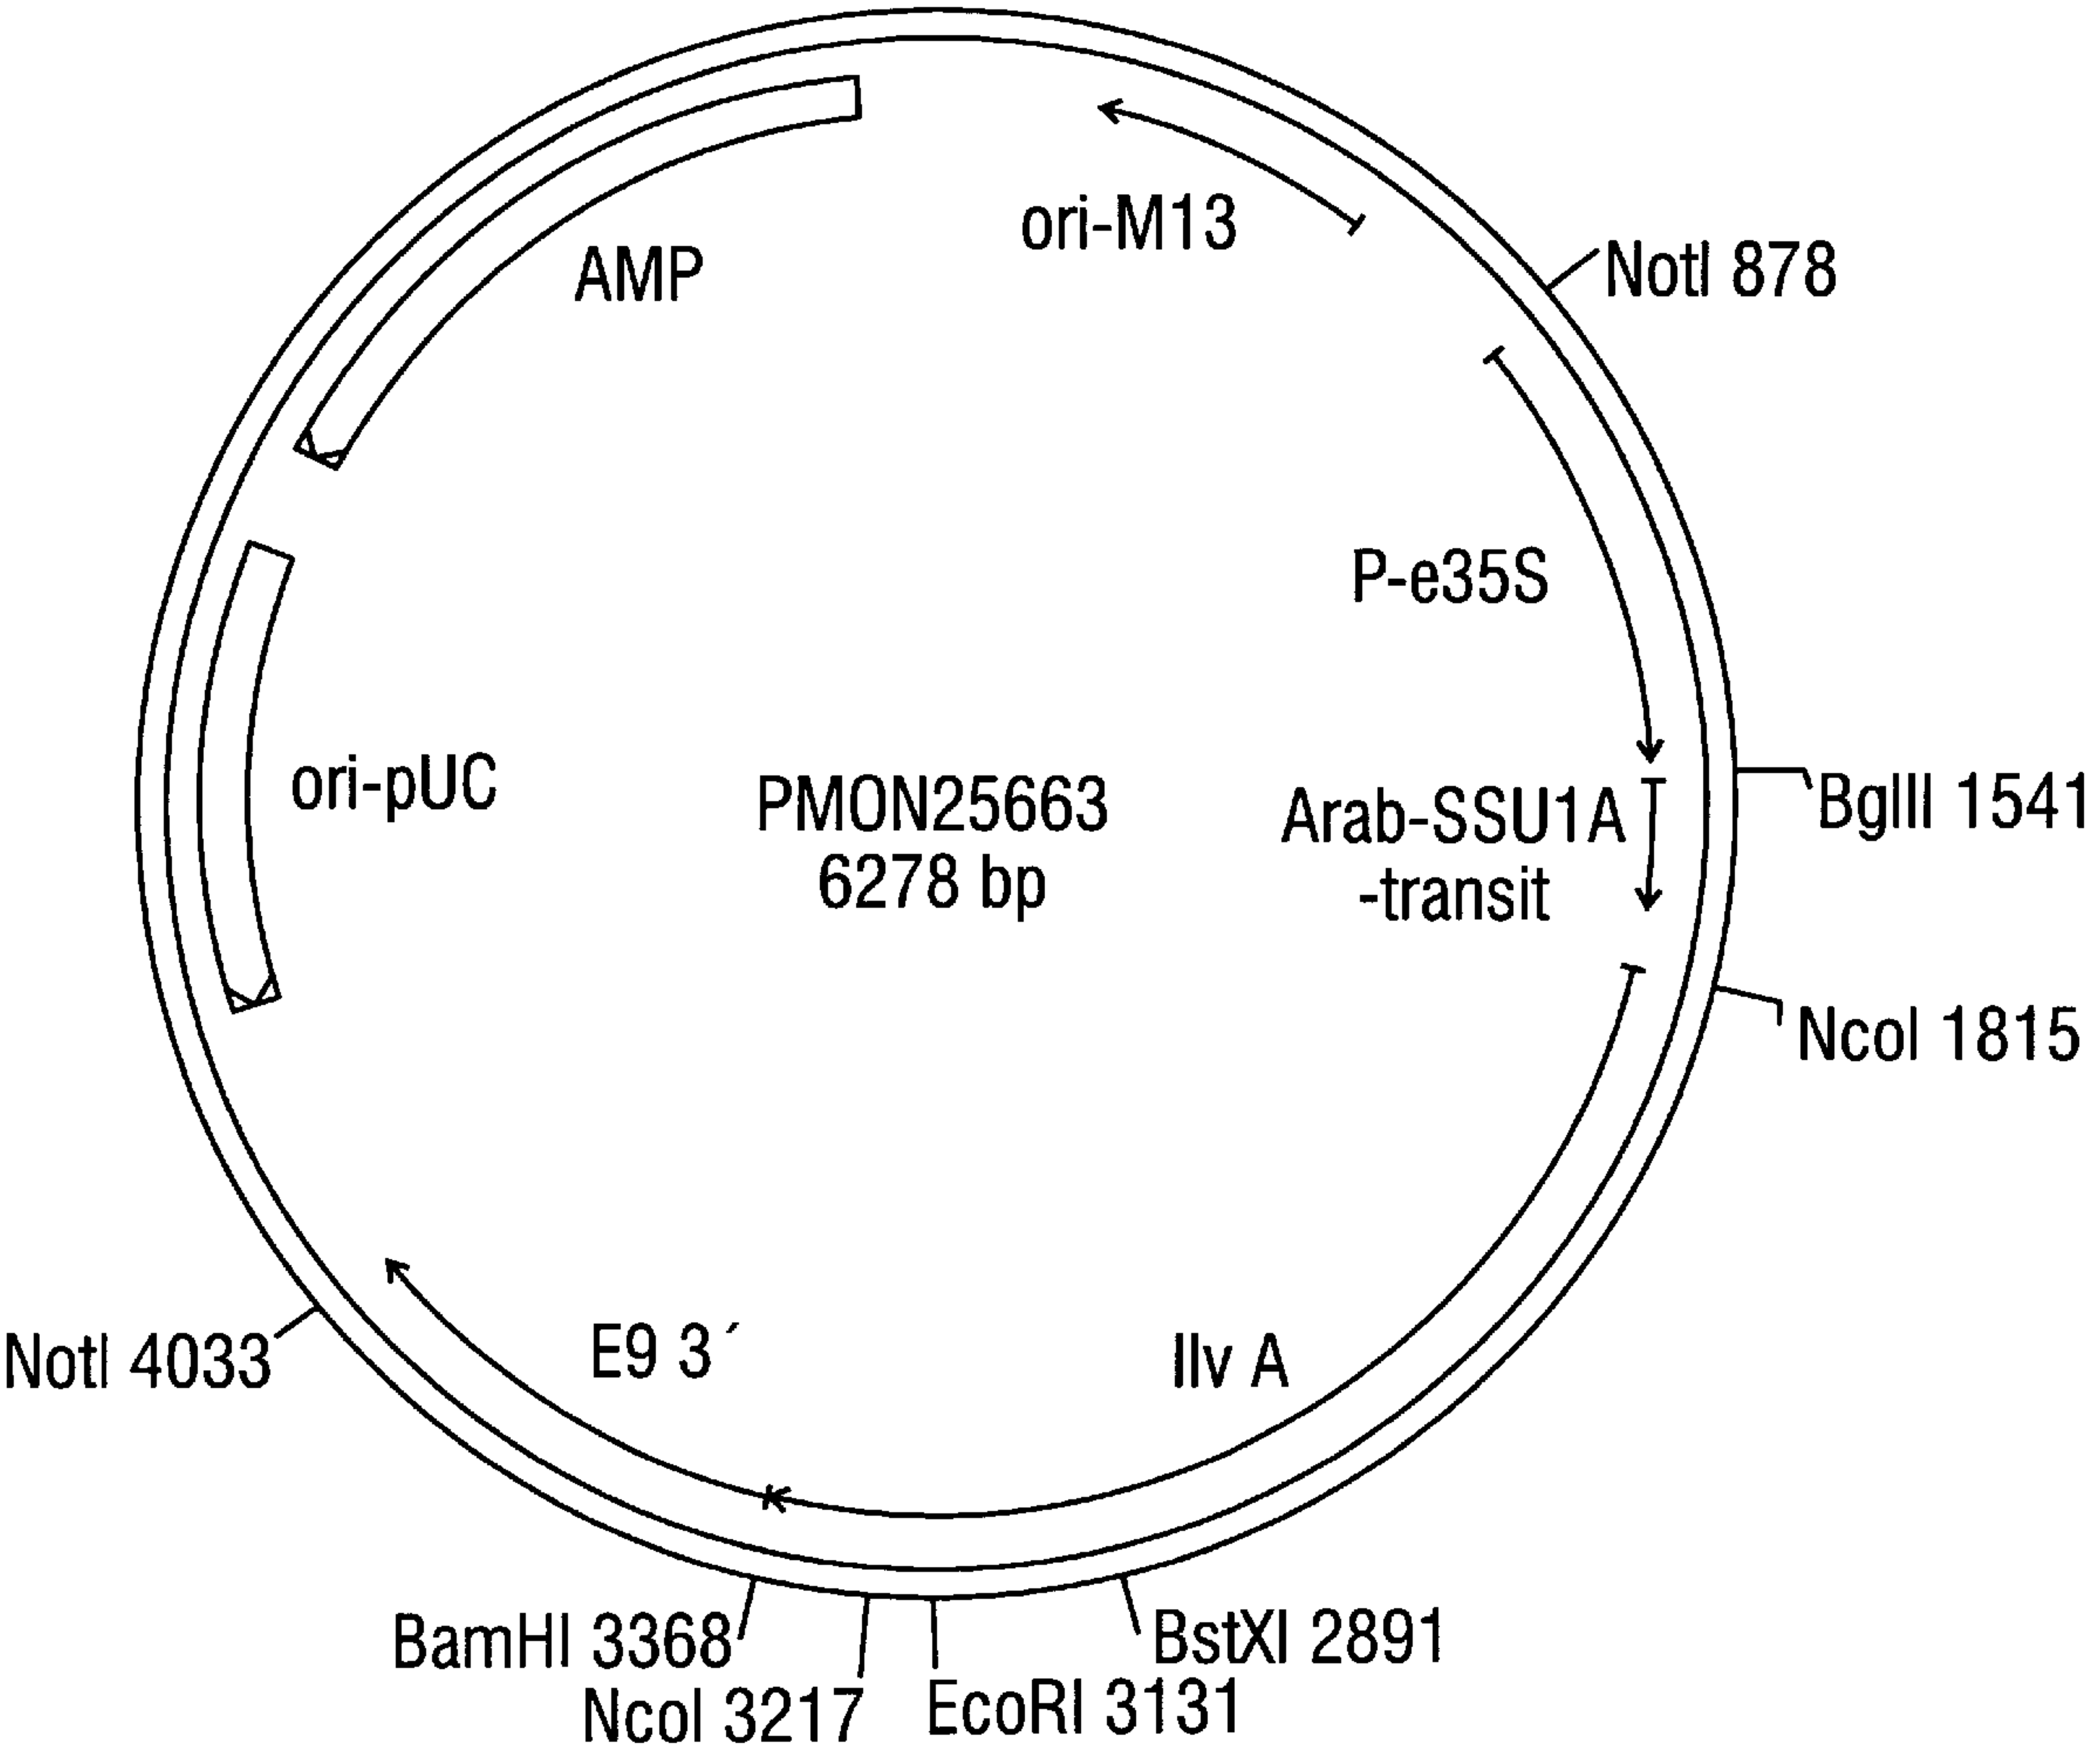 ori-M13
AMP
NotI 878
P-e35S
ori-pUC
PMON25663
6278 bp
Arab-SSU1A
-transit
BglII 1541
NcoI 1815
NotI 4033
E9 3´
Ilv A
BamHI 3368
NcoI 3217
EcoRI 3131
BstXI 2891